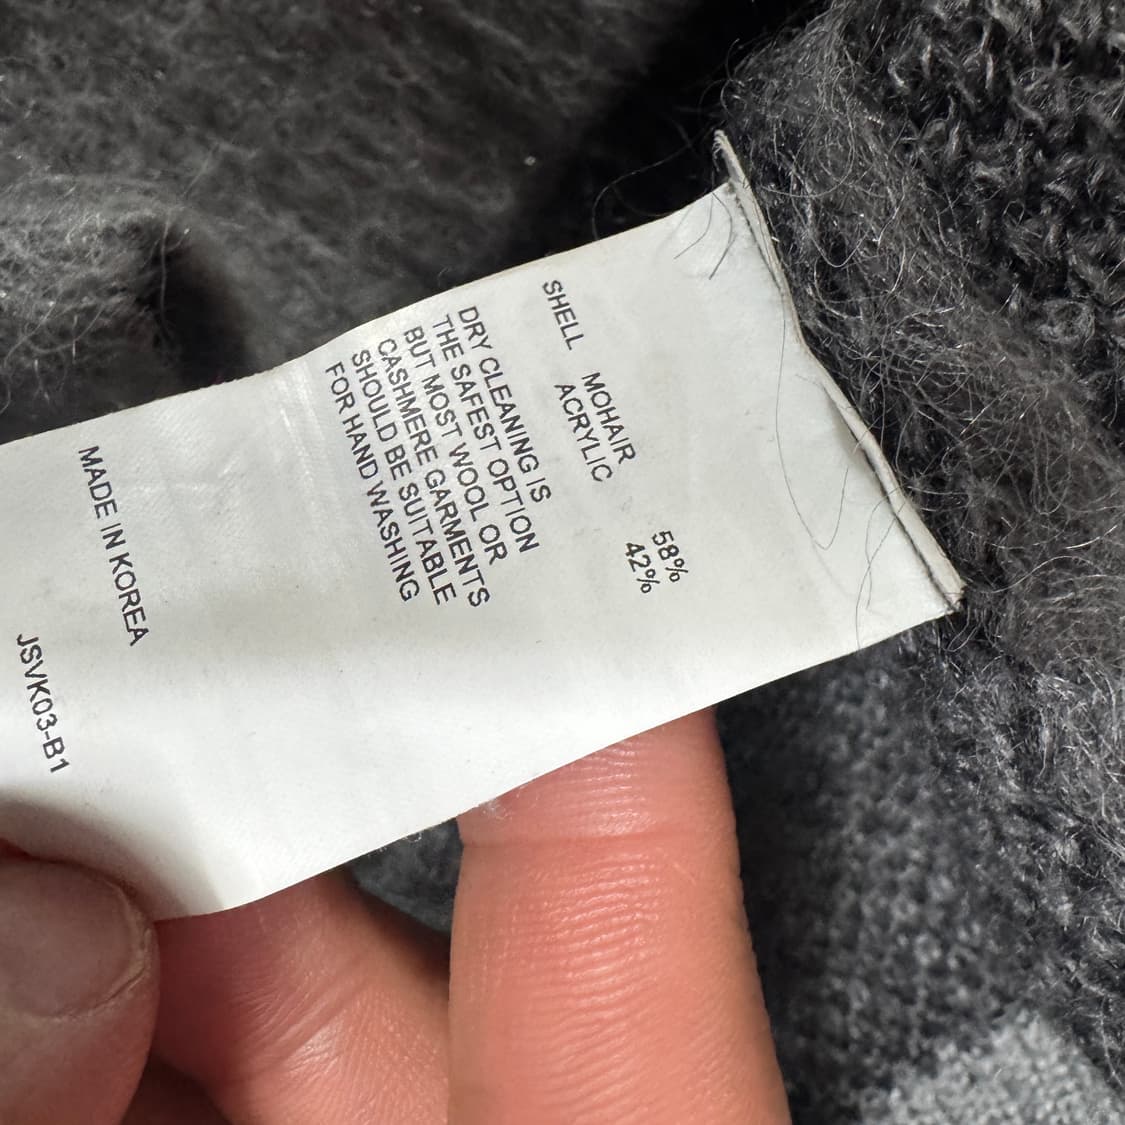 SHELL MOHAIR 58%
ACRYLIC 42%
DRY CLEANING IS
THE SAFEST OPTION
BUT MOST WOOL OR
CASHMERE GARMENTS
SHOULD BE SUITABLE
FOR HAND WASHING
MADE IN KOREA
JSVK03-B1